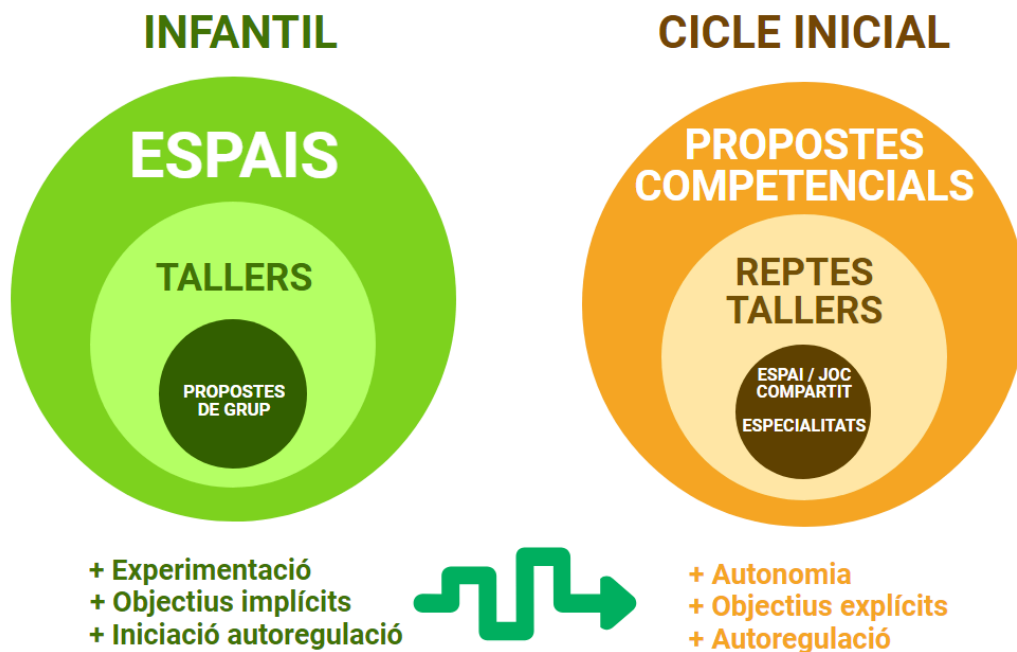 INFANTIL
ESPAIS
TALLERS
PROPOSTES
DE GRUP
+ Experimentació
+ Objectius implícits
+ Iniciació autoregulació
CICLE INICIAL
PROPOSTES
COMPETENCIALS
REPTES
TALLERS
ESPAI / JOC
COMPARTIT
ESPECIALITATS
+ Autonomia
+ Objectius explícits
+ Autoregulació